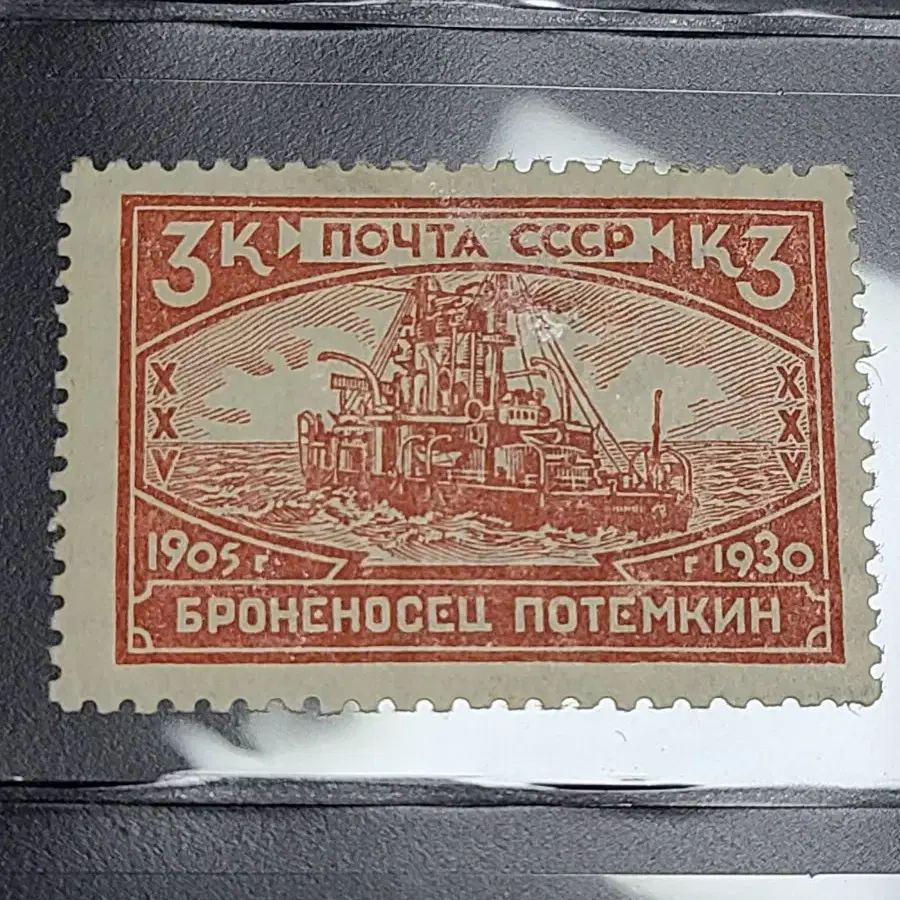 3К ПОЧТА СССР К3
XXV XXV
1905 г г 1930
БРОНЕНОСЕЦ ПОТЕМКИН